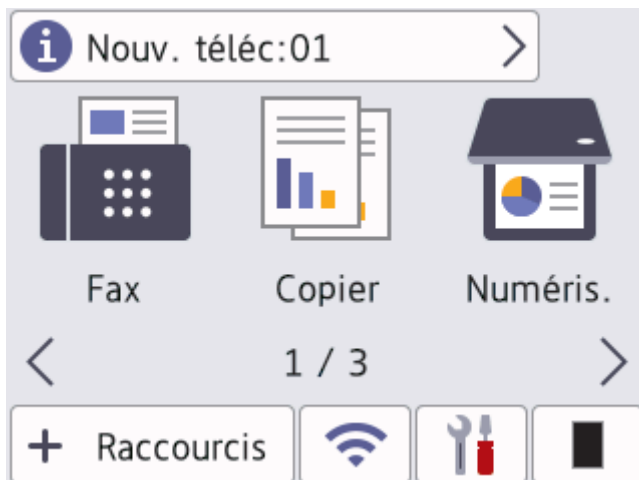 Nouv. téléc:01
Fax Copier Numéris.
1 / 3
+ Raccourcis